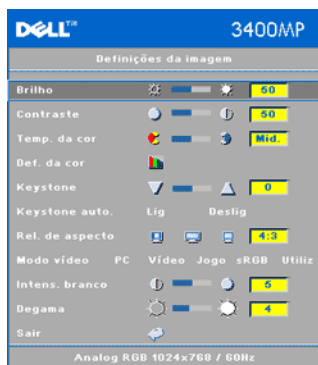 DELL™ 3400MP
Definições da imagem
Brilho 50
Contraste 50
Temp. da cor Mid.
Def. da cor
Keystone 0
Keystone auto. Lig Deslig
Rel. de aspecto 4:3
Modo vídeo PC Vídeo Jogo sRGB Utiliz
Intens. branco 5
Degama 4
Sair
Analog RGB 1024x768 / 60Hz